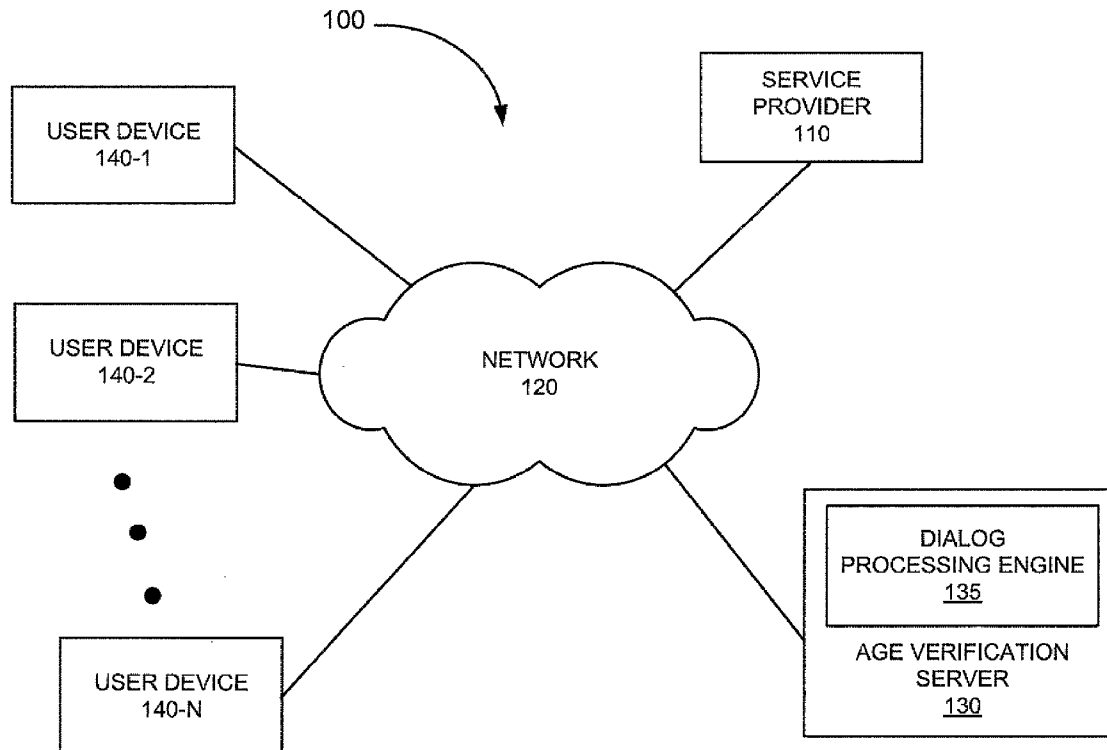 100
SERVICE
PROVIDER
110
USER DEVICE
140-1
USER DEVICE
140-2
NETWORK
120
DIALOG
PROCESSING ENGINE
135
AGE VERIFICATION
SERVER
130
USER DEVICE
140-N